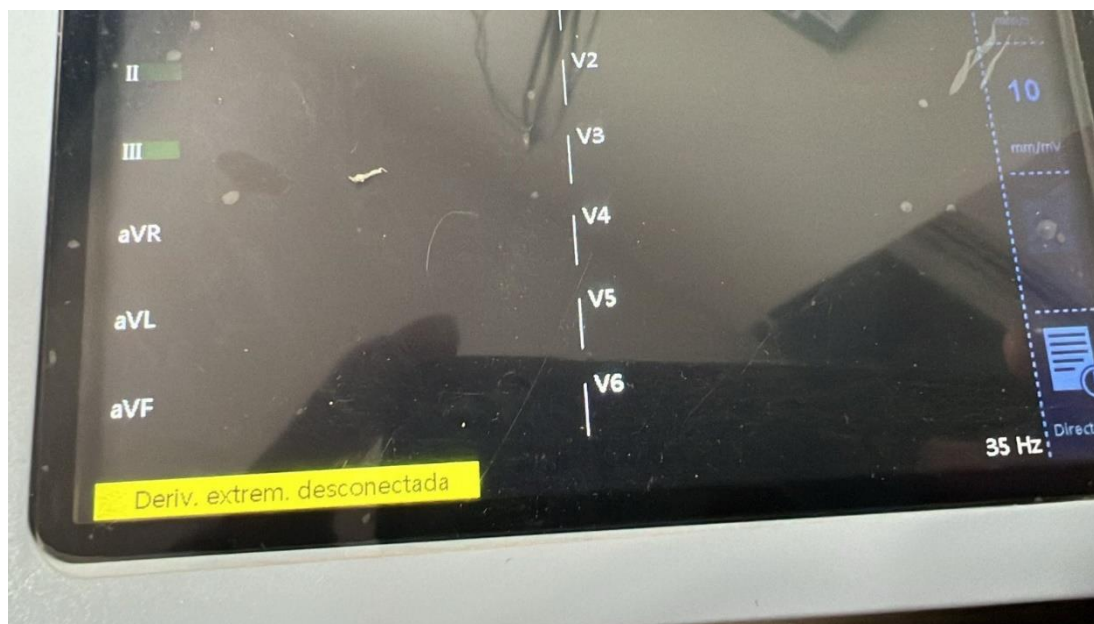 II
III
aVR
aVL
aVF
V2
V3
V4
V5
V6
10
mm/mV
35 Hz
Direct
Deriv. extrem. desconectada